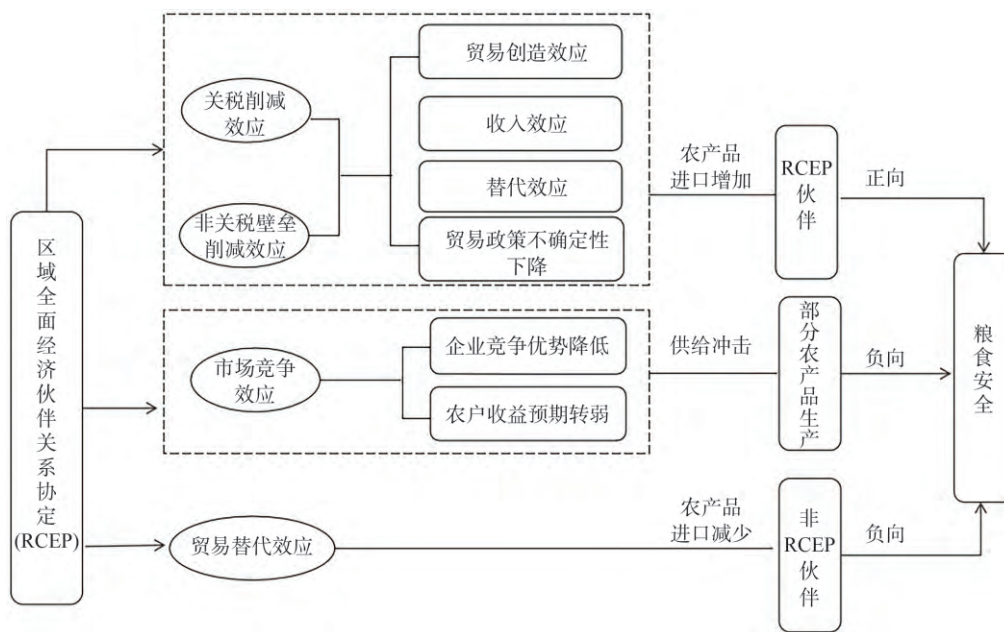 区域全面经济伙伴关系协定
(RCEP)
关税削减
效应
非关税壁垒
削减效应
贸易创造效应
收入效应
替代效应
贸易政策不确定性
下降
农产品
进口增加
RCEP
伙伴
正向
市场竞争
效应
企业竞争优势降低
农户收益预期转弱
供给冲击
部分农产品生产
负向
贸易替代效应
农产品
进口减少
非
RCEP
伙伴
负向
粮食安全